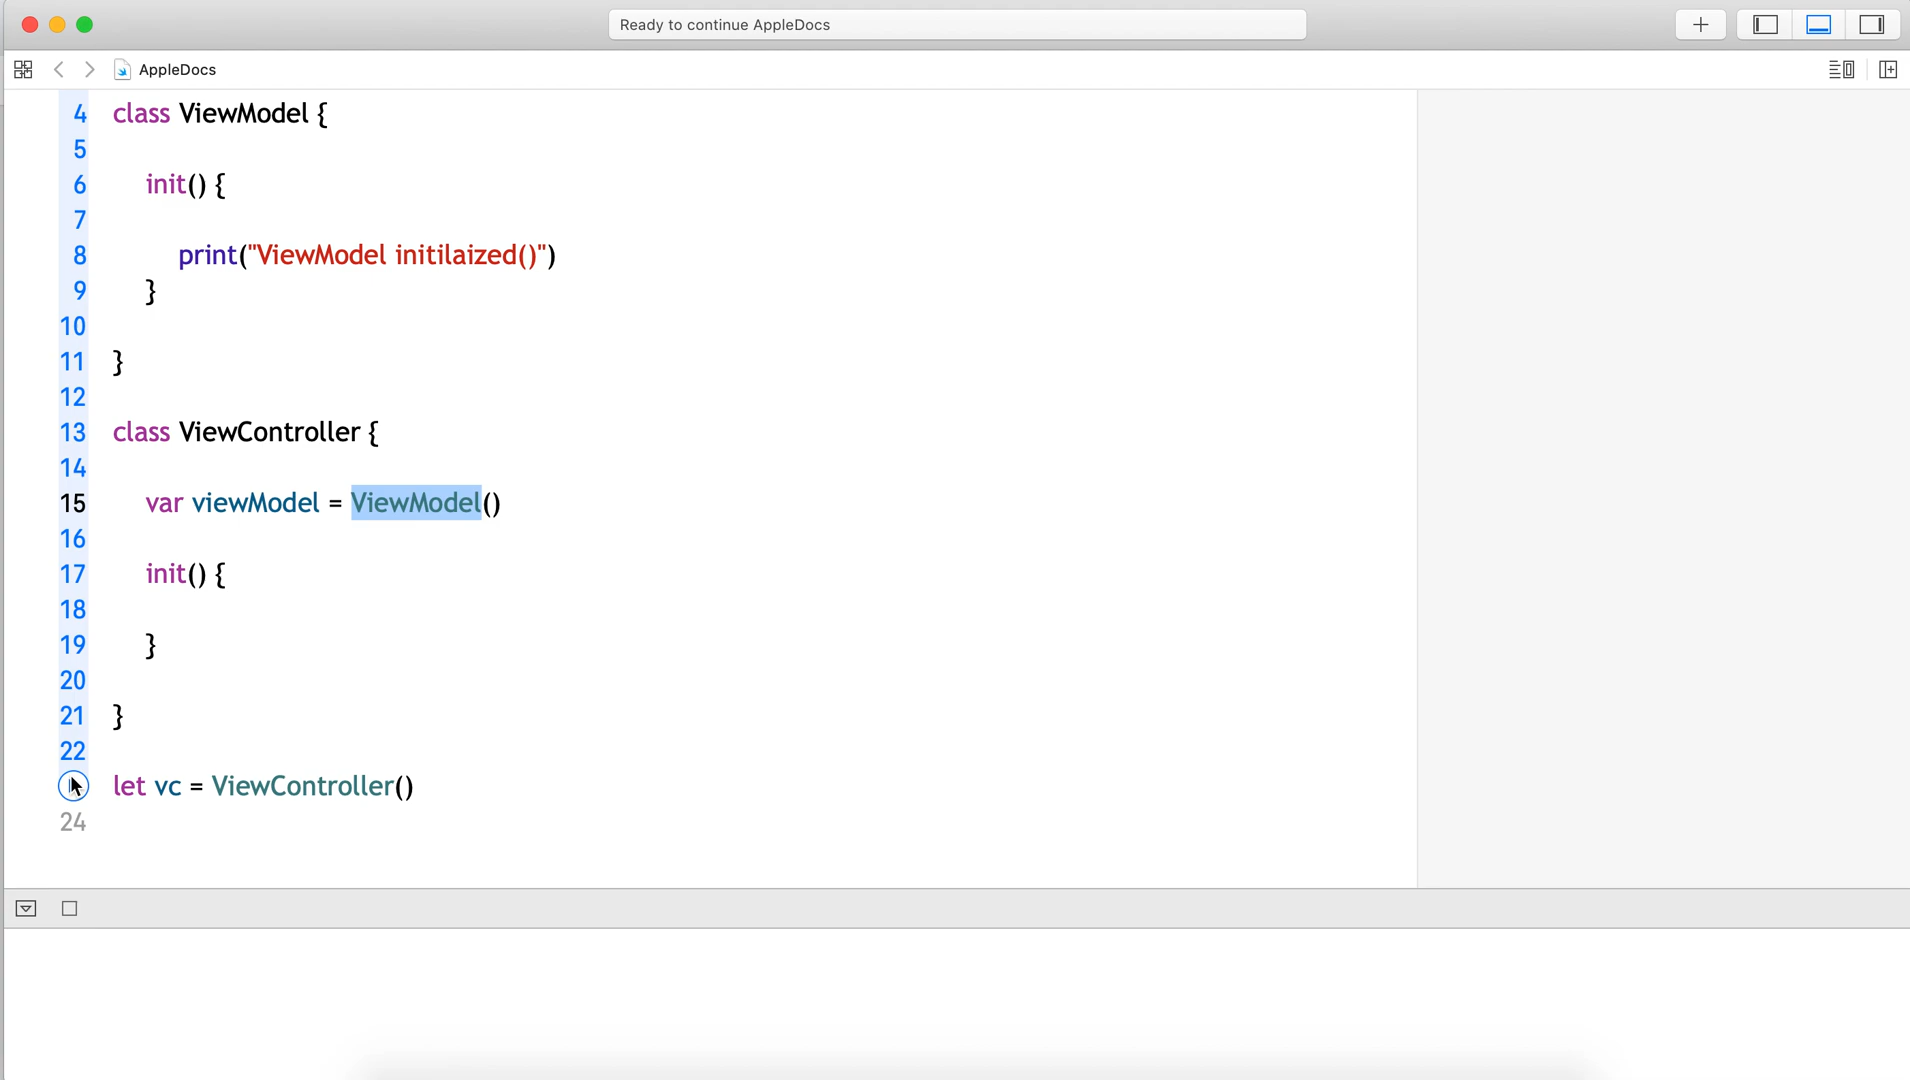 Ready to continue AppleDocs
AppleDocs
4 class ViewModel {
5
6 init() {
7
8 print("ViewModel initilaized()")
9 }
10
11 }
12
13 class ViewController {
14
15 var viewModel = ViewModel()
16
17 init() {
18
19 }
20
21 }
22
let vc = ViewController()
24